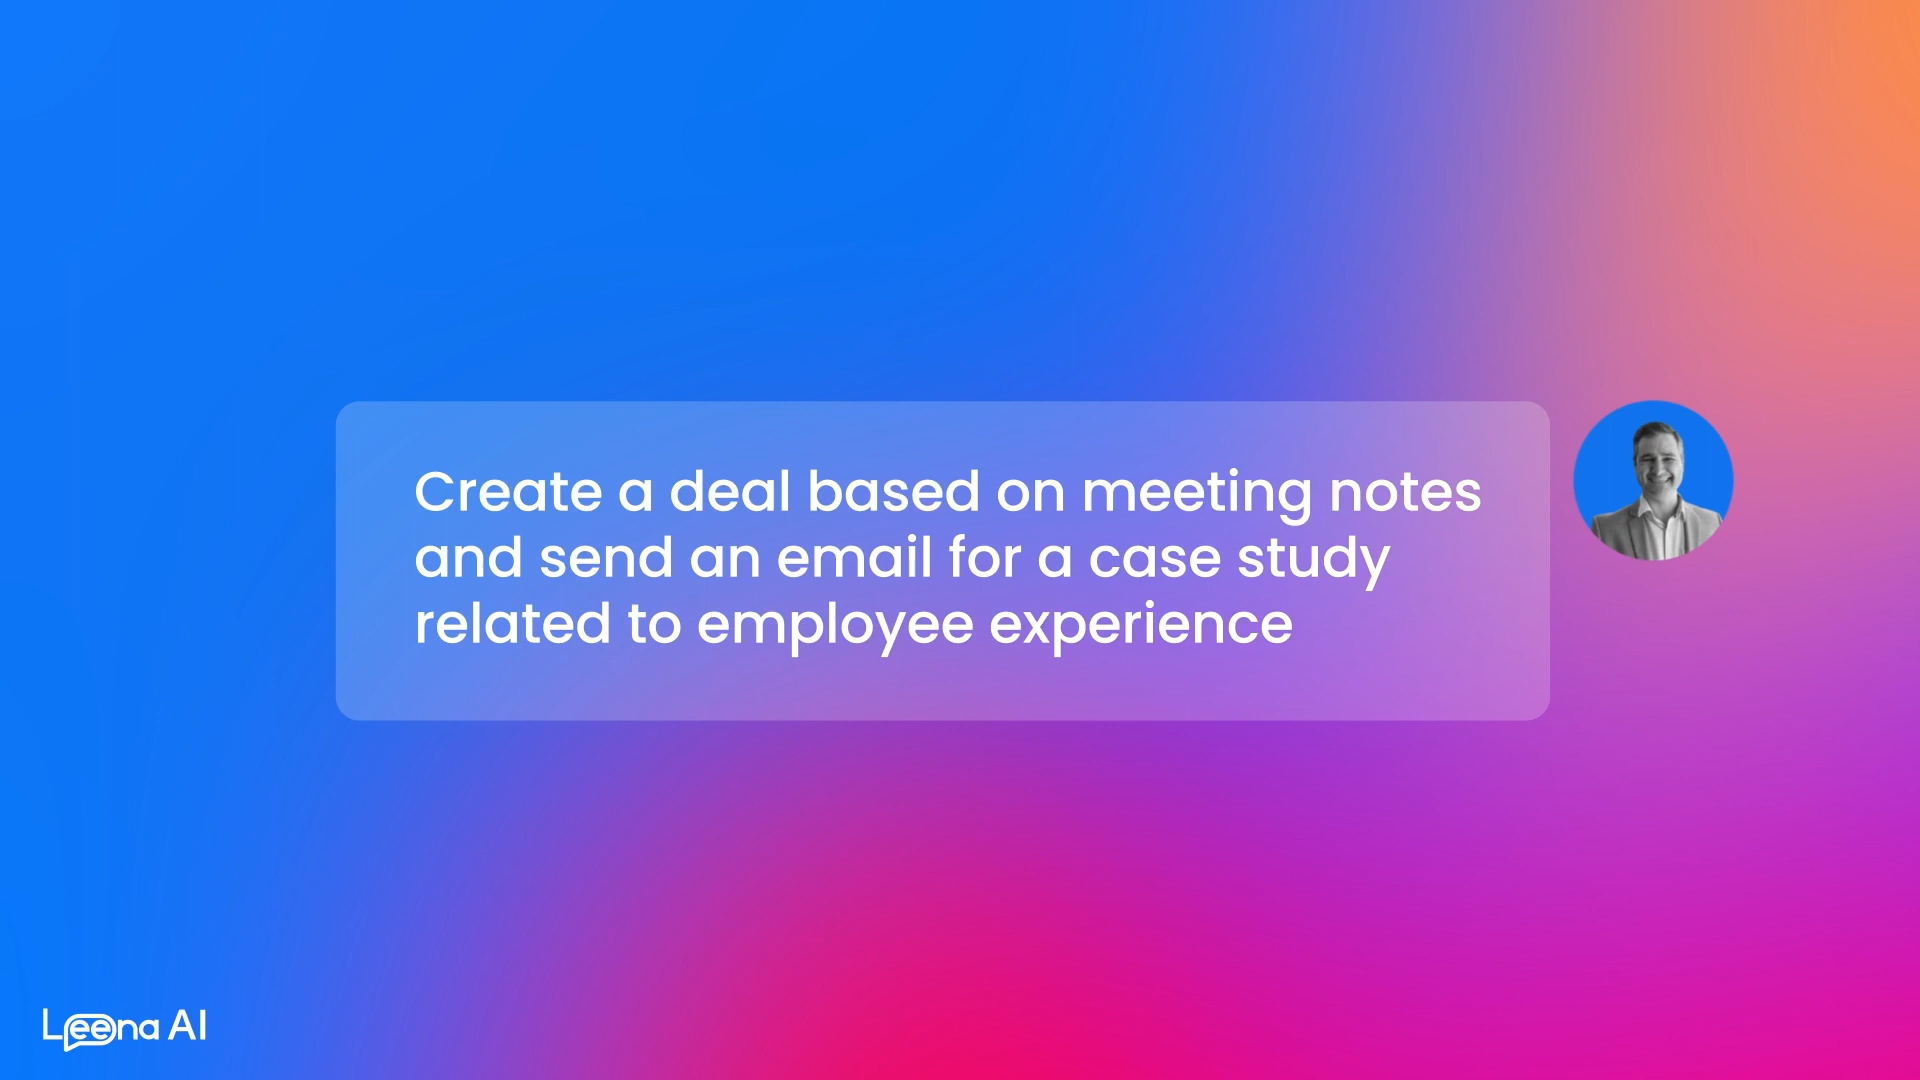 Create a deal based on meeting notes
and send an email for a case study
related to employee experience
Leena AI